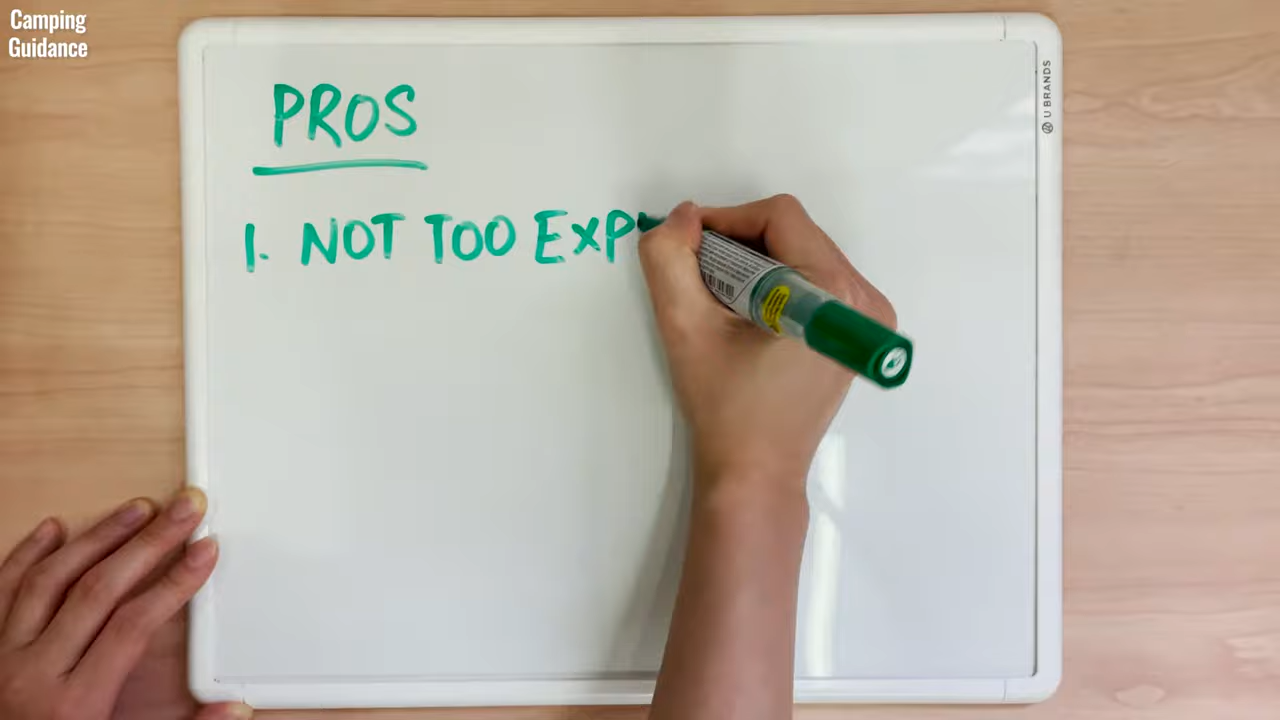 Camping
Guidance
PROS
1. NOT TOO EXP
U BRANDS